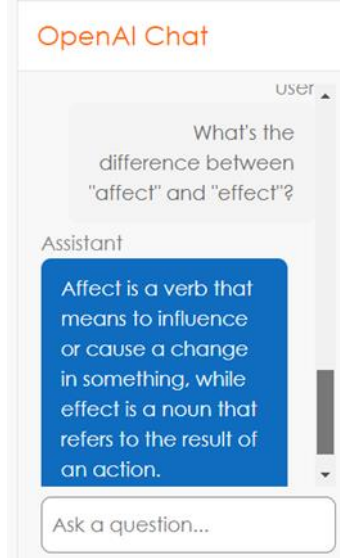 OpenAI Chat
User
What's the
difference between
"affect" and "effect"?
Assistant
Affect is a verb that
means to influence
or cause a change
in something, while
effect is a noun that
refers to the result of
an action.
Ask a question...